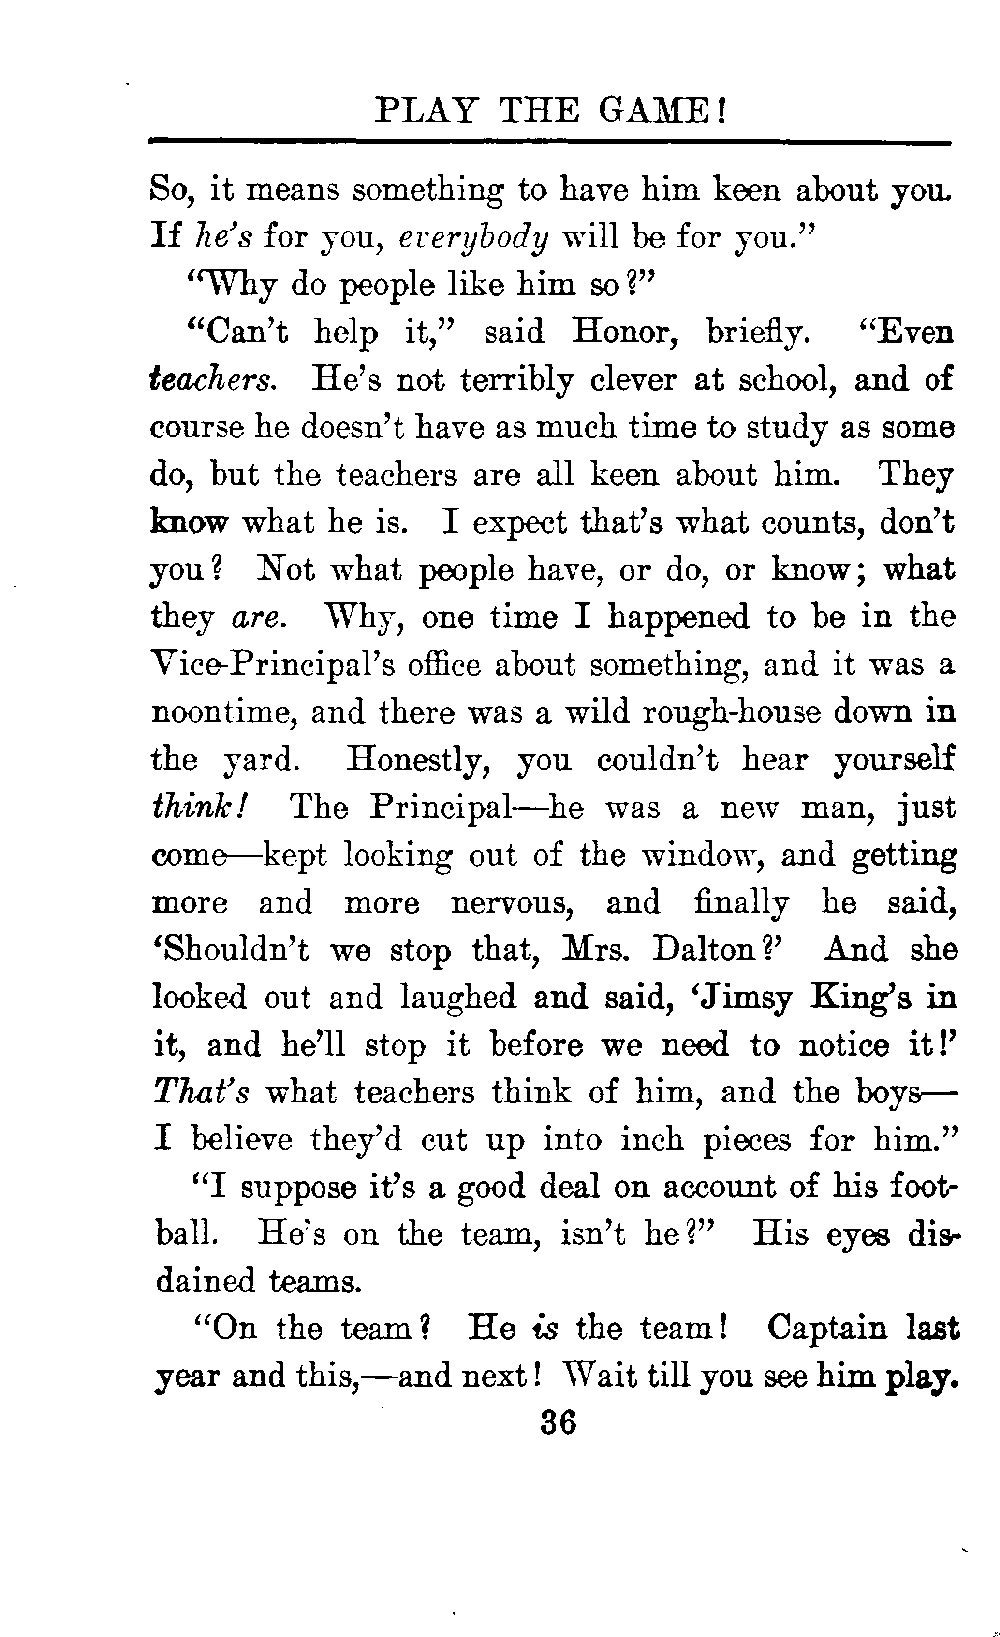 PLAY THE GAME!
So, it means something to have him keen about you.
If he's for you, everybody will be for you."
"Why do people like him so?"
"Can't help it," said Honor, briefly. "Even
teachers. He's not terribly clever at school, and of
course he doesn't have as much time to study as some
do, but the teachers are all keen about him. They
know what he is. I expect that's what counts, don't
you? Not what people have, or do, or know; what
they are. Why, one time I happened to be in the
Vice-Principal's office about something, and it was a
noontime, and there was a wild rough-house down in
the yard. Honestly, you couldn't hear yourself
think! The Principal—he was a new man, just
come—kept looking out of the window, and getting
more and more nervous, and finally he said,
'Shouldn't we stop that, Mrs. Dalton?' And she
looked out and laughed and said, 'Jimsy King's in
it, and he'll stop it before we need to notice it!'
That's what teachers think of him, and the boys—
I believe they'd cut up into inch pieces for him."
"I suppose it's a good deal on account of his foot-
ball. He's on the team, isn't he?" His eyes dis-
dained teams.
"On the team? He is the team! Captain last
year and this,—and next! Wait till you see him play.
36